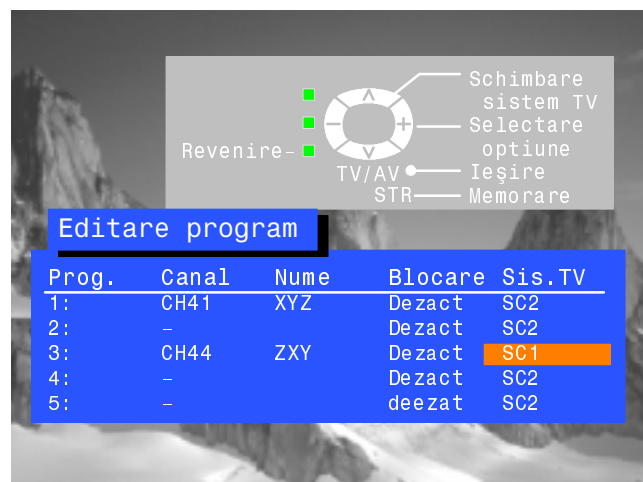 Schimbare
sistem TV
Selectare
Revenire- optiune
TV/AV Ieşire
STR Memorare
Editare program
Prog. Canal Nume Blocare Sis.TV
1: CH41 XYZ Dezact SC2
2: – Dezact SC2
3: CH44 ZXY Dezact SC1
4: – Dezact SC2
5: – deezat SC2